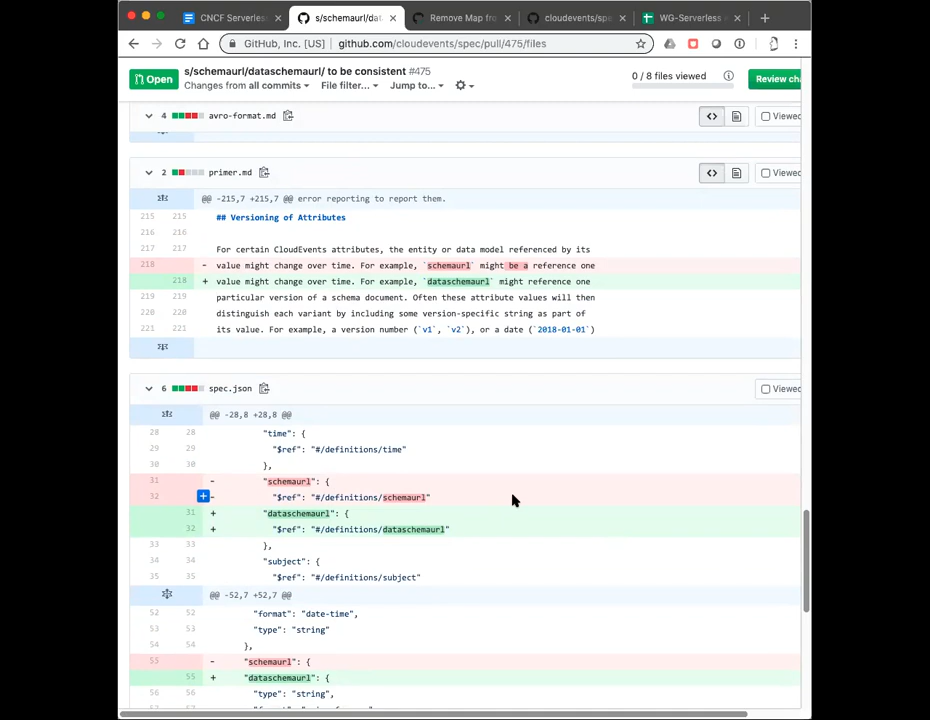 CNCF Serverless
s/schemaurl/dat
Remove Map fro
cloudevents/spe
WG-Serverless
GitHub, Inc. [US] | github.com/cloudevents/spec/pull/475/files
Open
s/schemaurl/dataschemaurl/ to be consistent #475
Changes from all commits
File filter...
Jump to...
0 / 8 files viewed
Review cha
4 avro-format.md
Viewed
2 primer.md
Viewed
@@ -215,7 +215,7 @@ error reporting to report them.
215 215 ## Versioning of Attributes
216 216
217 217 For certain CloudEvents attributes, the entity or data model referenced by its
218 - value might change over time. For example, `schemaurl` might be a reference one
218 + value might change over time. For example, `dataschemaurl` might reference one
219 219 particular version of a schema document. Often these attribute values will then
220 220 distinguish each variant by including some version-specific string as part of
221 221 its value. For example, a version number (`v1`, `v2`), or a date (`2018-01-01`)
6 spec.json
Viewed
@@ -28,8 +28,8 @@
28 28 "time": {
29 29 "$ref": "#/definitions/time"
30 30 },
31 - "schemaurl": {
32 - "$ref": "#/definitions/schemaurl"
31 + "dataschemaurl": {
32 + "$ref": "#/definitions/dataschemaurl"
33 33 },
34 34 "subject": {
35 35 "$ref": "#/definitions/subject"
@@ -52,7 +52,7 @@
52 52 "format": "date-time",
53 53 "type": "string"
54 54 },
55 - "schemaurl": {
55 + "dataschemaurl": {
56 56 "type": "string",